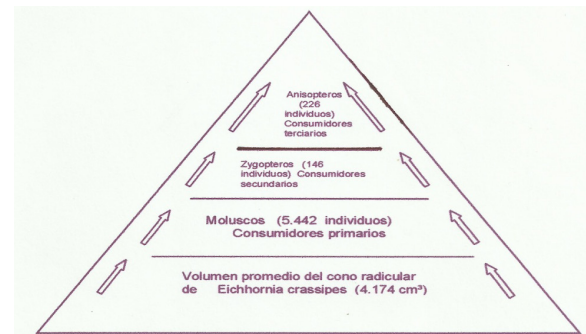 Anisopteros
(226
individuos)
Consumidores
terciarios
Zygopteros (146
individuos) Consumidores
secundarios
Moluscos (5.442 individuos)
Consumidores primarios
Volumen promedio del cono radicular
de Eichhornia crassipes (4.174 cm³)